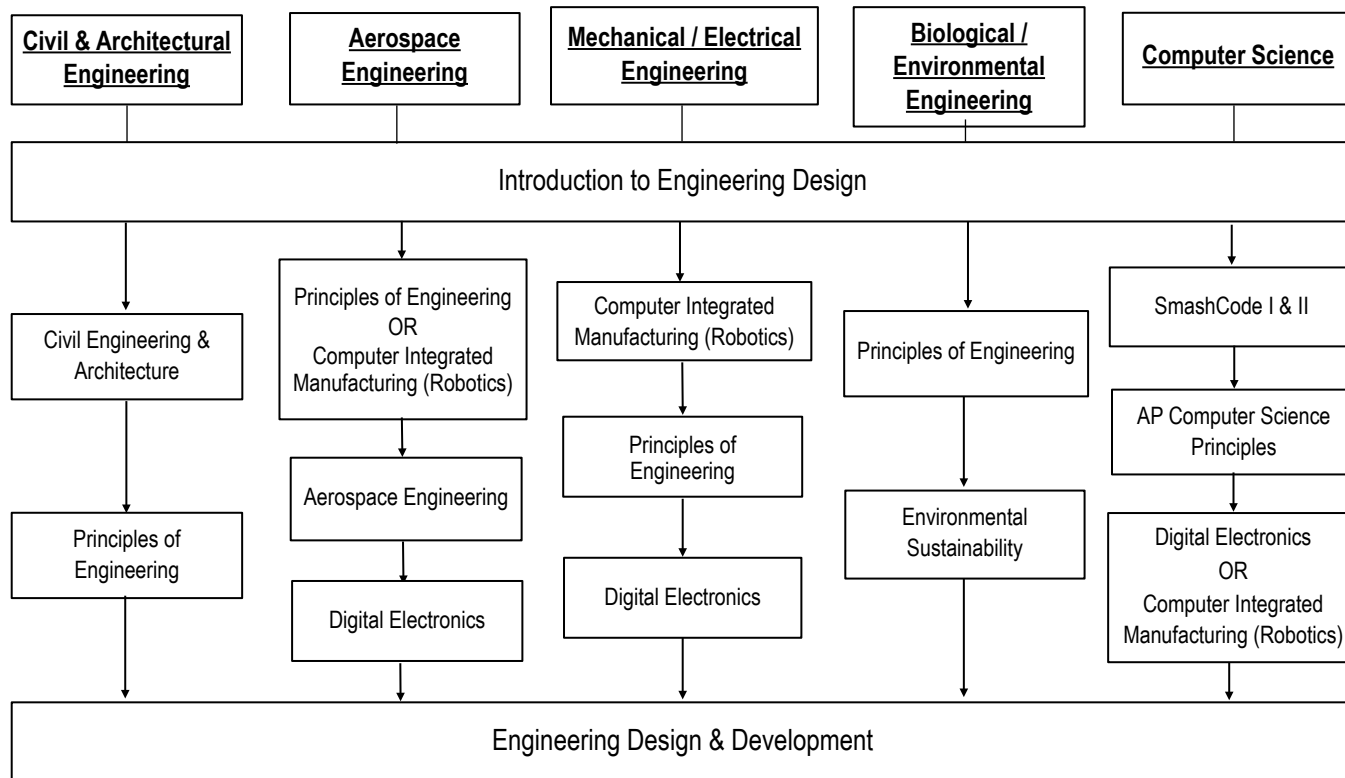 Civil & Architectural
Engineering
Aerospace
Engineering
Mechanical / Electrical
Engineering
Biological /
Environmental
Engineering
Computer Science
Introduction to Engineering Design
Civil Engineering &
Architecture
Principles of
Engineering
Principles of Engineering
OR
Computer Integrated
Manufacturing (Robotics)
Aerospace Engineering
Digital Electronics
Computer Integrated
Manufacturing (Robotics)
Principles of
Engineering
Digital Electronics
Principles of Engineering
Environmental
Sustainability
SmashCode I & II
AP Computer Science
Principles
Digital Electronics
OR
Computer Integrated
Manufacturing (Robotics)
Engineering Design & Development